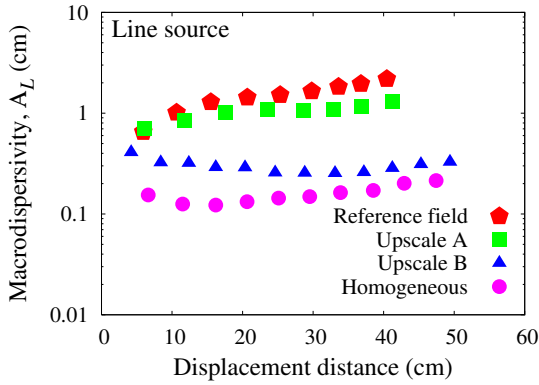 Line source
Macrodispersivity, A_L (cm)
10
1
0.1
0.01
Reference field
Upscale A
Upscale B
Homogeneous
0 10 20 30 40 50 60
Displacement distance (cm)